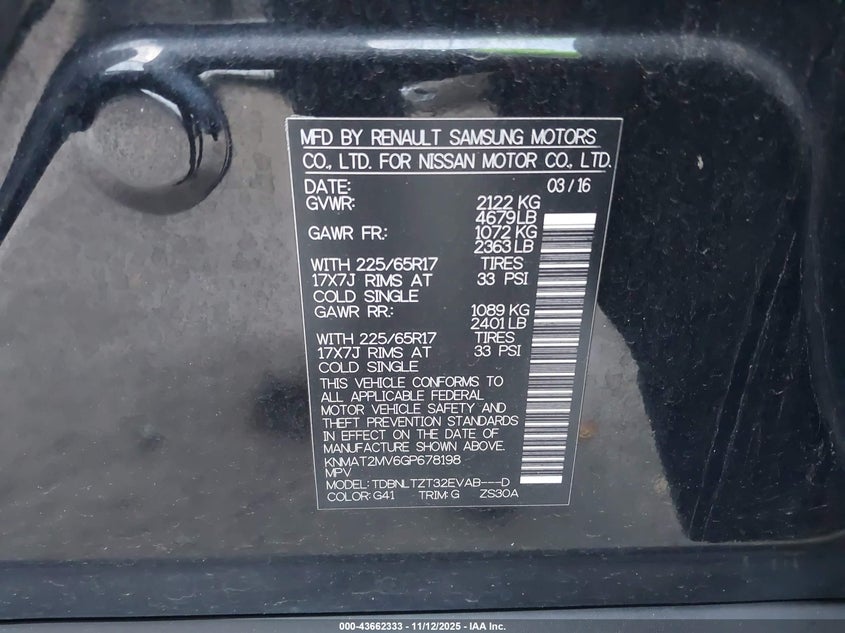 MFD BY RENAULT SAMSUNG MOTORS
CO., LTD. FOR NISSAN MOTOR CO., LTD.
DATE: 03/16
GVWR: 2122 KG
4679LB
GAWR FR.: 1072 KG
2363LB
WITH 225/65R17 TIRES
17X7J RIMS AT 33 PSI
COLD SINGLE
GAWR RR.: 1089 KG
2401LB
WITH 225/65R17 TIRES
17X7J RIMS AT 33 PSI
COLD SINGLE
THIS VEHICLE CONFORMS TO
ALL APPLICABLE FEDERAL
MOTOR VEHICLE SAFETY AND
THEFT PREVENTION STANDARDS
IN EFFECT ON THE DATE OF
MANUFACTURE SHOWN ABOVE.
KNMAT2MV6GP678198
MPV
MODEL: TDBNLTZT32EVAB---D
COLOR: G41 TRIM: G ZS30A
000-43662333 - 11/12/2025 - IAA Inc.